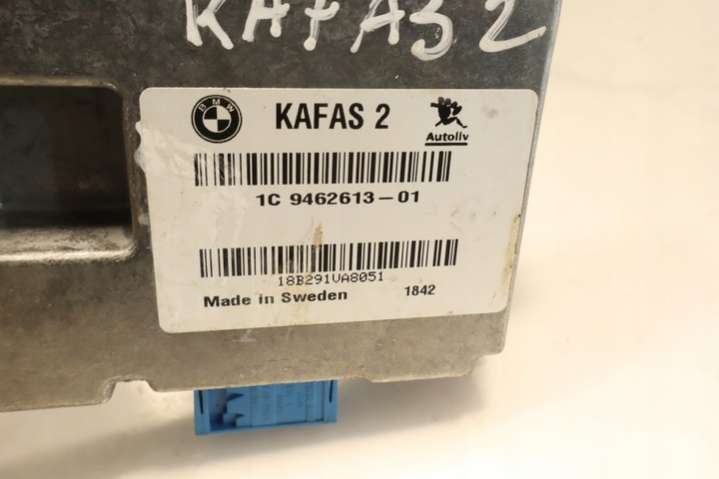 KAFAS 2
BMW
KAFAS 2
Autoliv
1C 9462613-01
18B291VA8051
Made in Sweden 1842